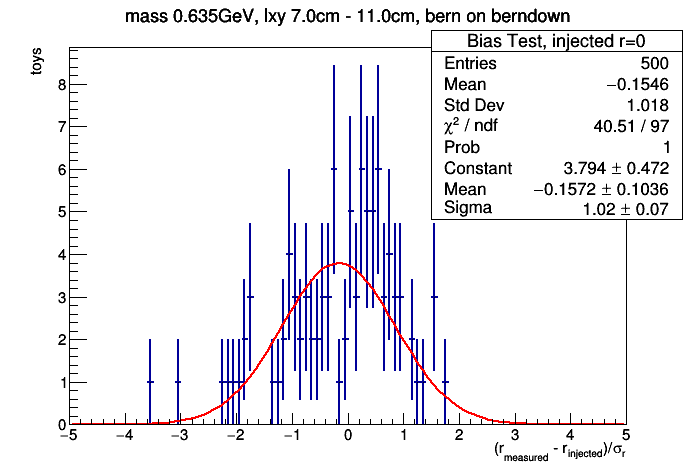 mass 0.635GeV, lxy 7.0cm - 11.0cm, bern on berndown
Bias Test, injected r=0
Entries 500
Mean −0.1546
Std Dev 1.018
χ² / ndf 40.51 / 97
Prob 1
Constant 3.794 ± 0.472
Mean −0.1572 ± 0.1036
Sigma 1.02 ± 0.07
toys
8
7
6
5
4
3
2
1
0
−5 −4 −3 −2 −1 0 1 2 3 4 5
(r_measured - r_injected)/σ_r